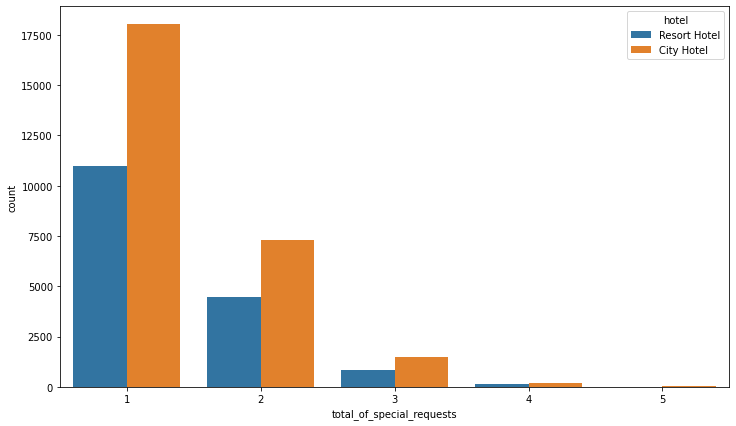 hotel
Resort Hotel
City Hotel
17500
15000
12500
10000
7500
5000
2500
0
count
1 2 3 4 5
total_of_special_requests